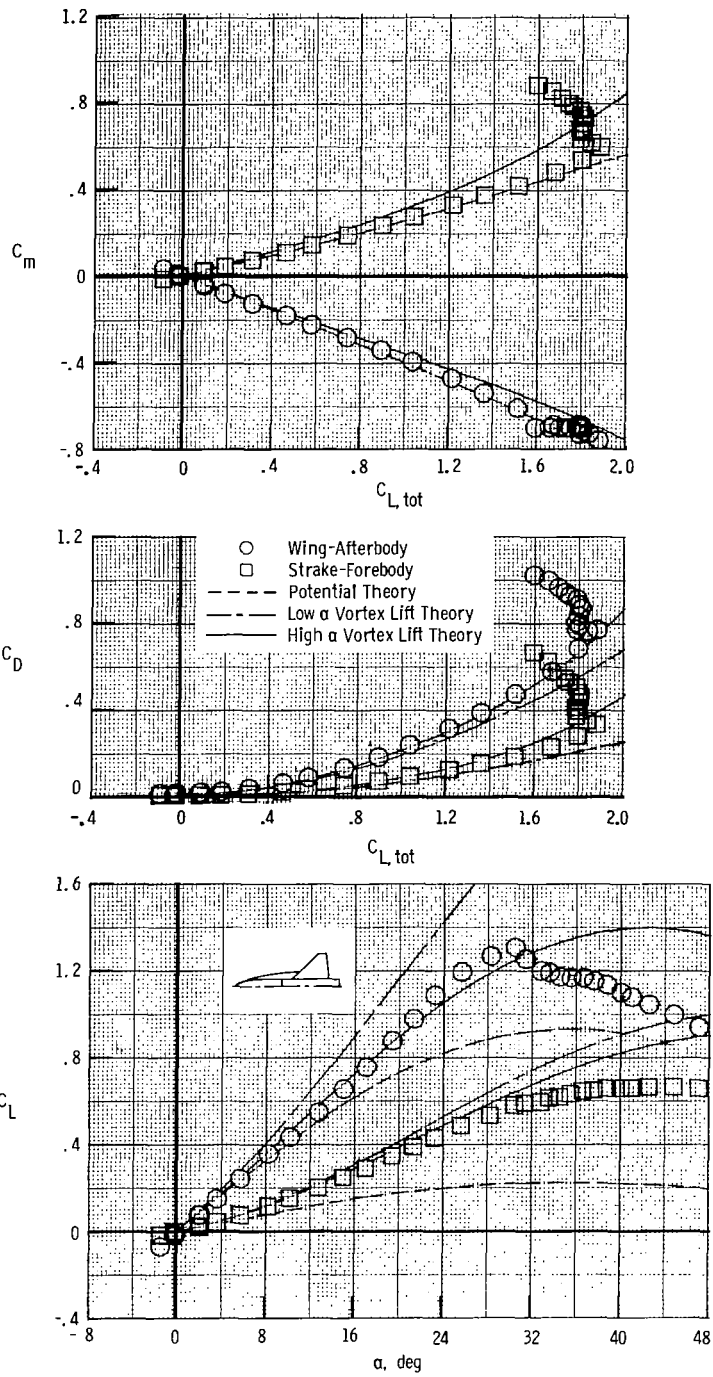 1.2
.8
.4
C_m
0
-.4
-.8
-.4 0 .4 .8 1.2 1.6 2.0
C_L,tot
1.2
Wing-Afterbody
Strake-Forebody
Potential Theory
Low α Vortex Lift Theory
High α Vortex Lift Theory
.8
C_D
.4
0
-.4 0 .4 .8 1.2 1.6 2.0
C_L,tot
1.6
1.2
.8
C_L
.4
0
-.4
-8 0 8 16 24 32 40 48
α, deg